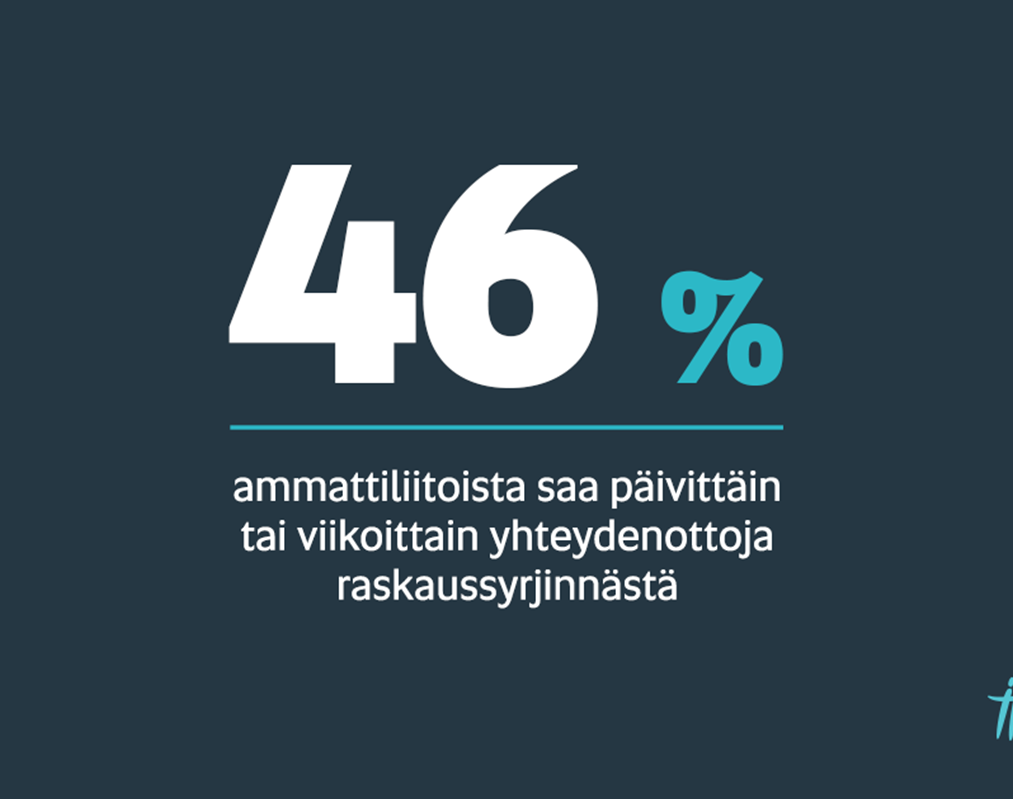 46 %
ammattiliitoista saa päivittäin
tai viikoittain yhteydenottoja
raskaussyrjinnästä